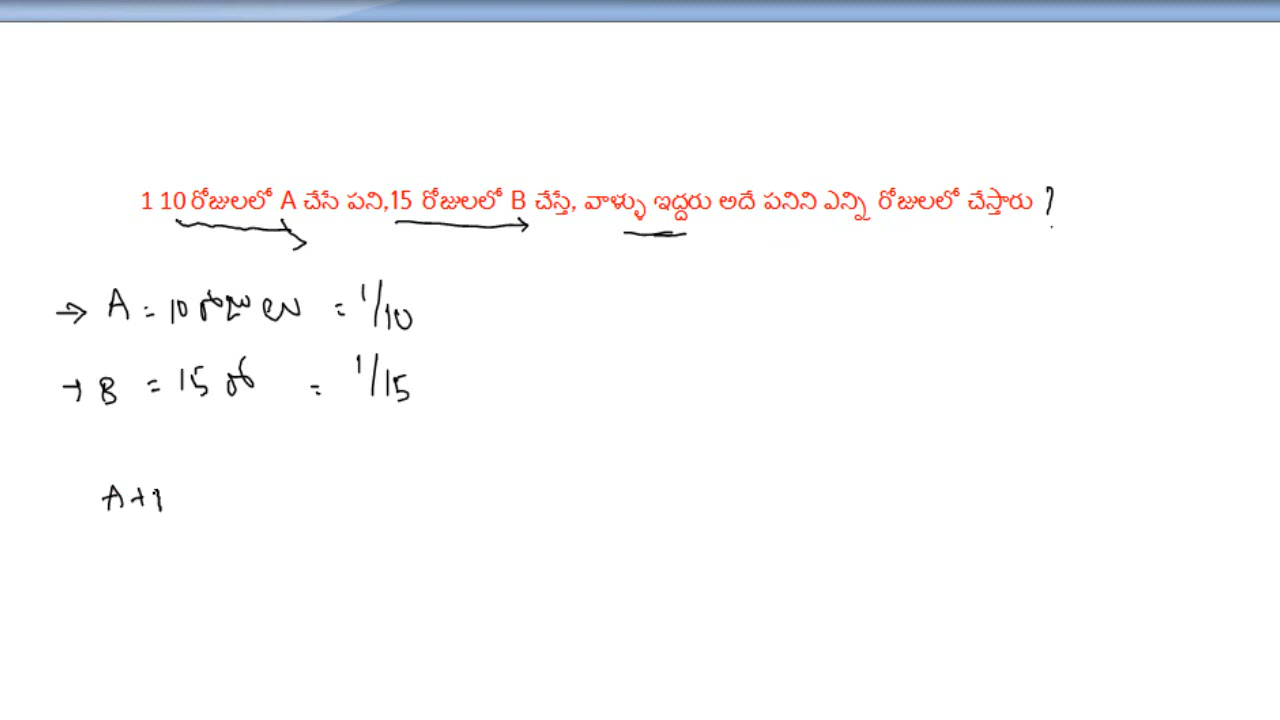 1 10 రోజులలో A చేసే పని,15 రోజులలో B చేస్తే, వాళ్ళు ఇద్దరు అదే పనిని ఎన్ని రోజులలో చేస్తారు ?
→ A = 10 రోజు లు = 1/10
→ B = 15 రో = 1/15
A+